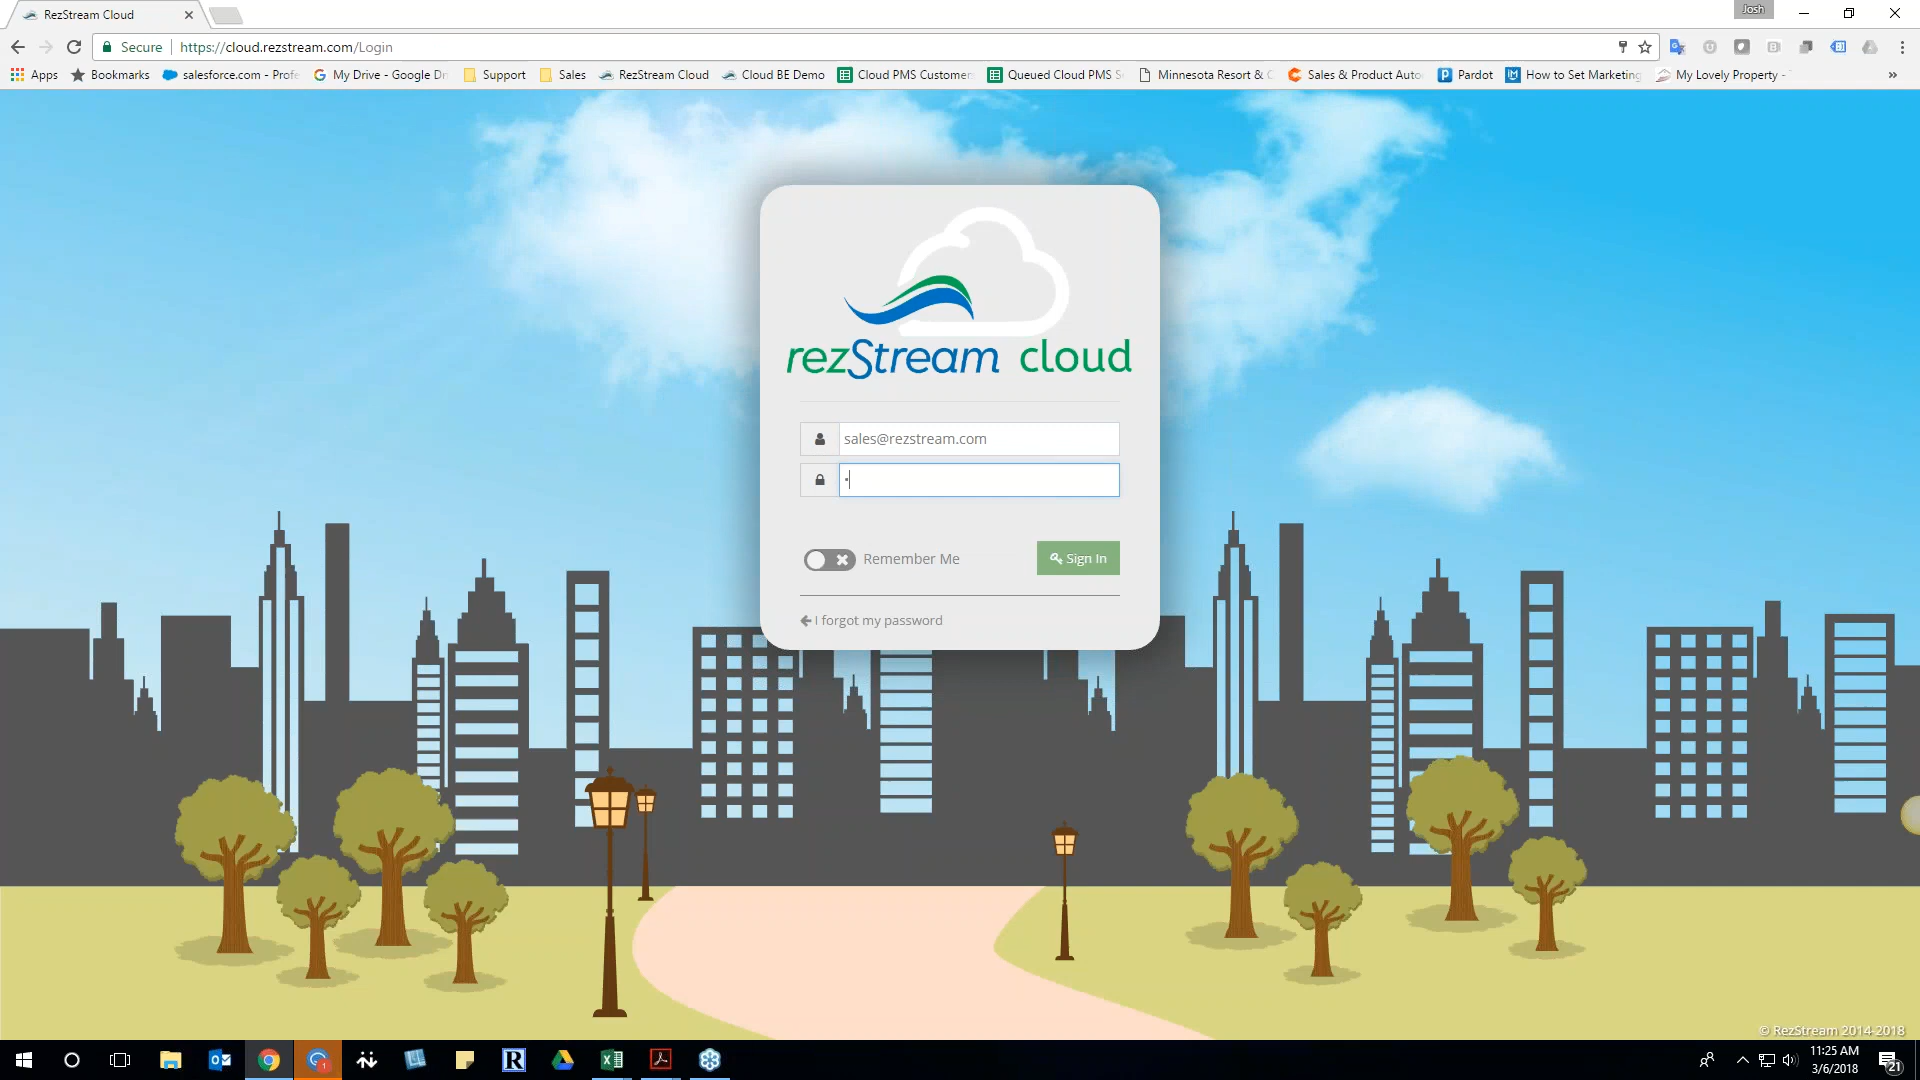 RezStream Cloud
Josh
Secure
https://cloud.rezstream.com/Login
Apps
Bookmarks
salesforce.com - Profe
My Drive - Google Dri
Support
Sales
RezStream Cloud
Cloud BE Demo
Cloud PMS Customer
Queued Cloud PMS S
Minnesota Resort & C
Sales & Product Auto
Pardot
How to Set Marketing
My Lovely Property -
»
rezStream cloud
sales@rezstream.com
Remember Me
Sign In
I forgot my password
© RezStream 2014-2018
11:25 AM
3/6/2018
1
21